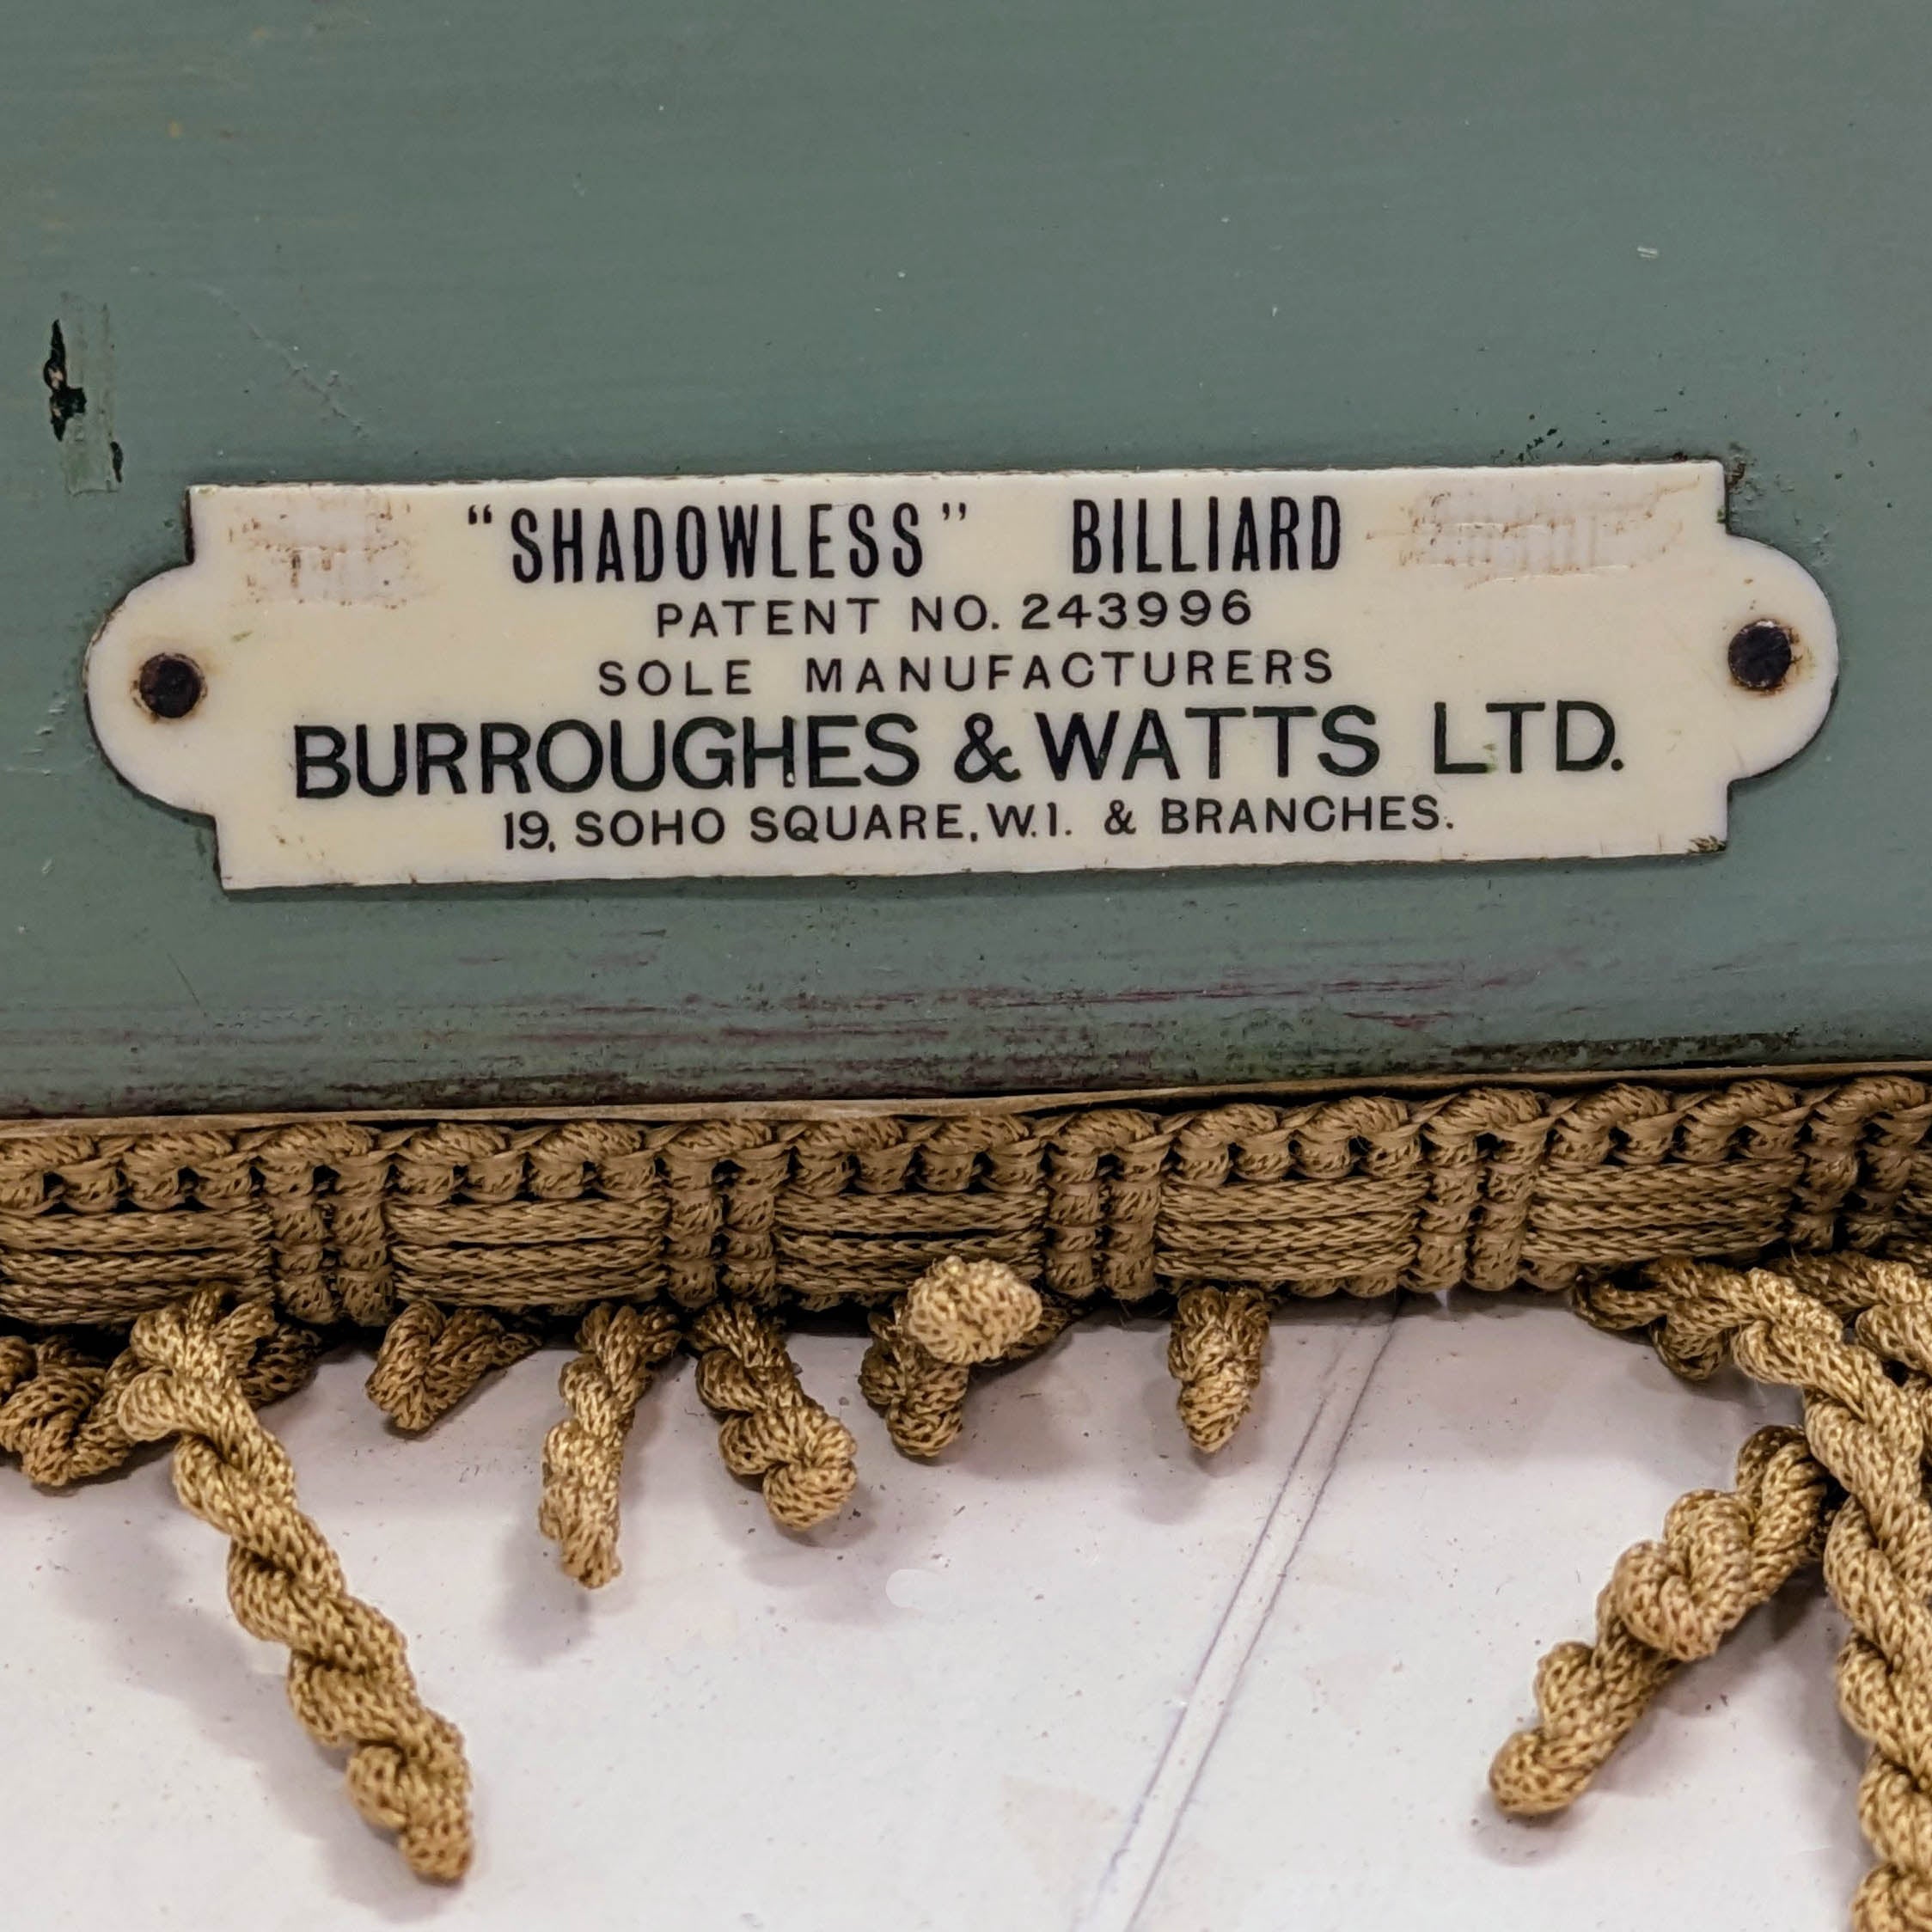 "SHADOWLESS" BILLIARD
PATENT NO. 243996
SOLE MANUFACTURERS
BURROUGHES & WATTS LTD.
19, SOHO SQUARE, W.1. & BRANCHES.